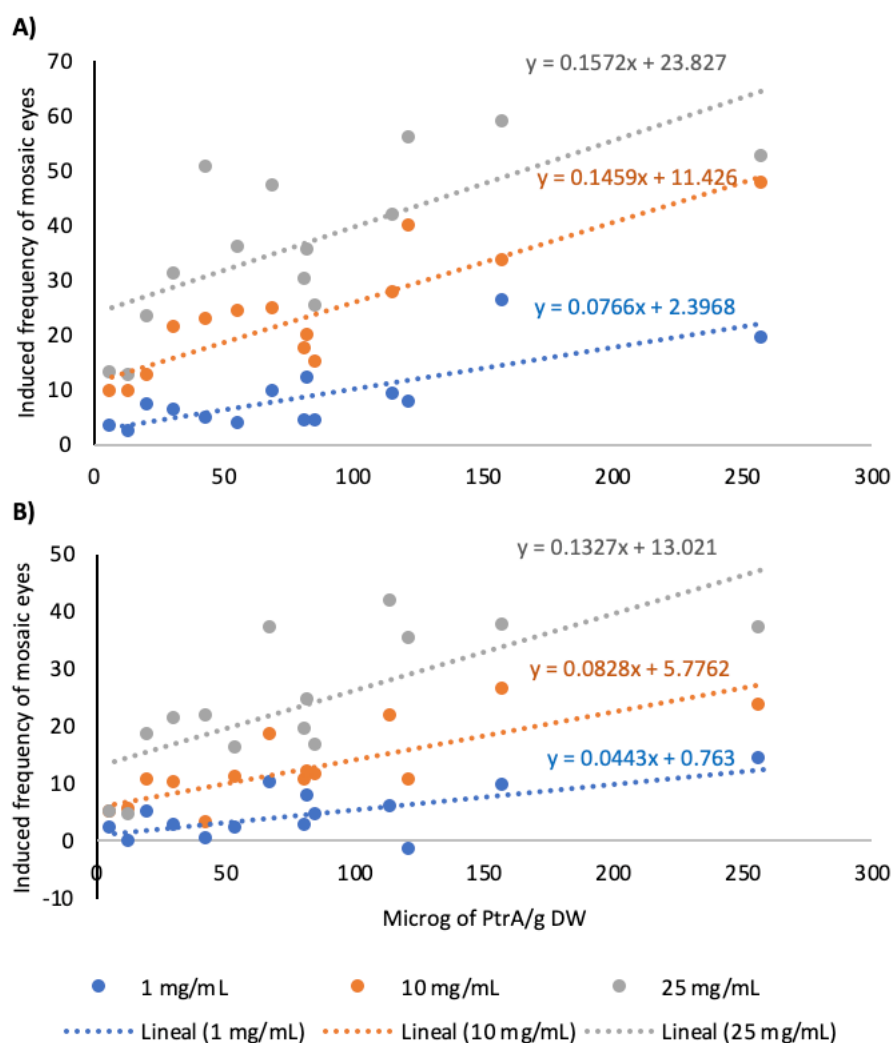 A)
70
y = 0.1572x + 23.827
60
50
y = 0.1459x + 11.426
40
30
y = 0.0766x + 2.3968
20
10
0
Induced frequency of mosaic eyes
0 50 100 150 200 250 300
B)
50
y = 0.1327x + 13.021
40
30
y = 0.0828x + 5.7762
20
y = 0.0443x + 0.763
10
0
-10
Induced frequency of mosaic eyes
0 50 100 150 200 250 300
Microg of PtrA/g DW
1 mg/mL 10 mg/mL 25 mg/mL
Lineal (1 mg/mL) Lineal (10 mg/mL) Lineal (25 mg/mL)